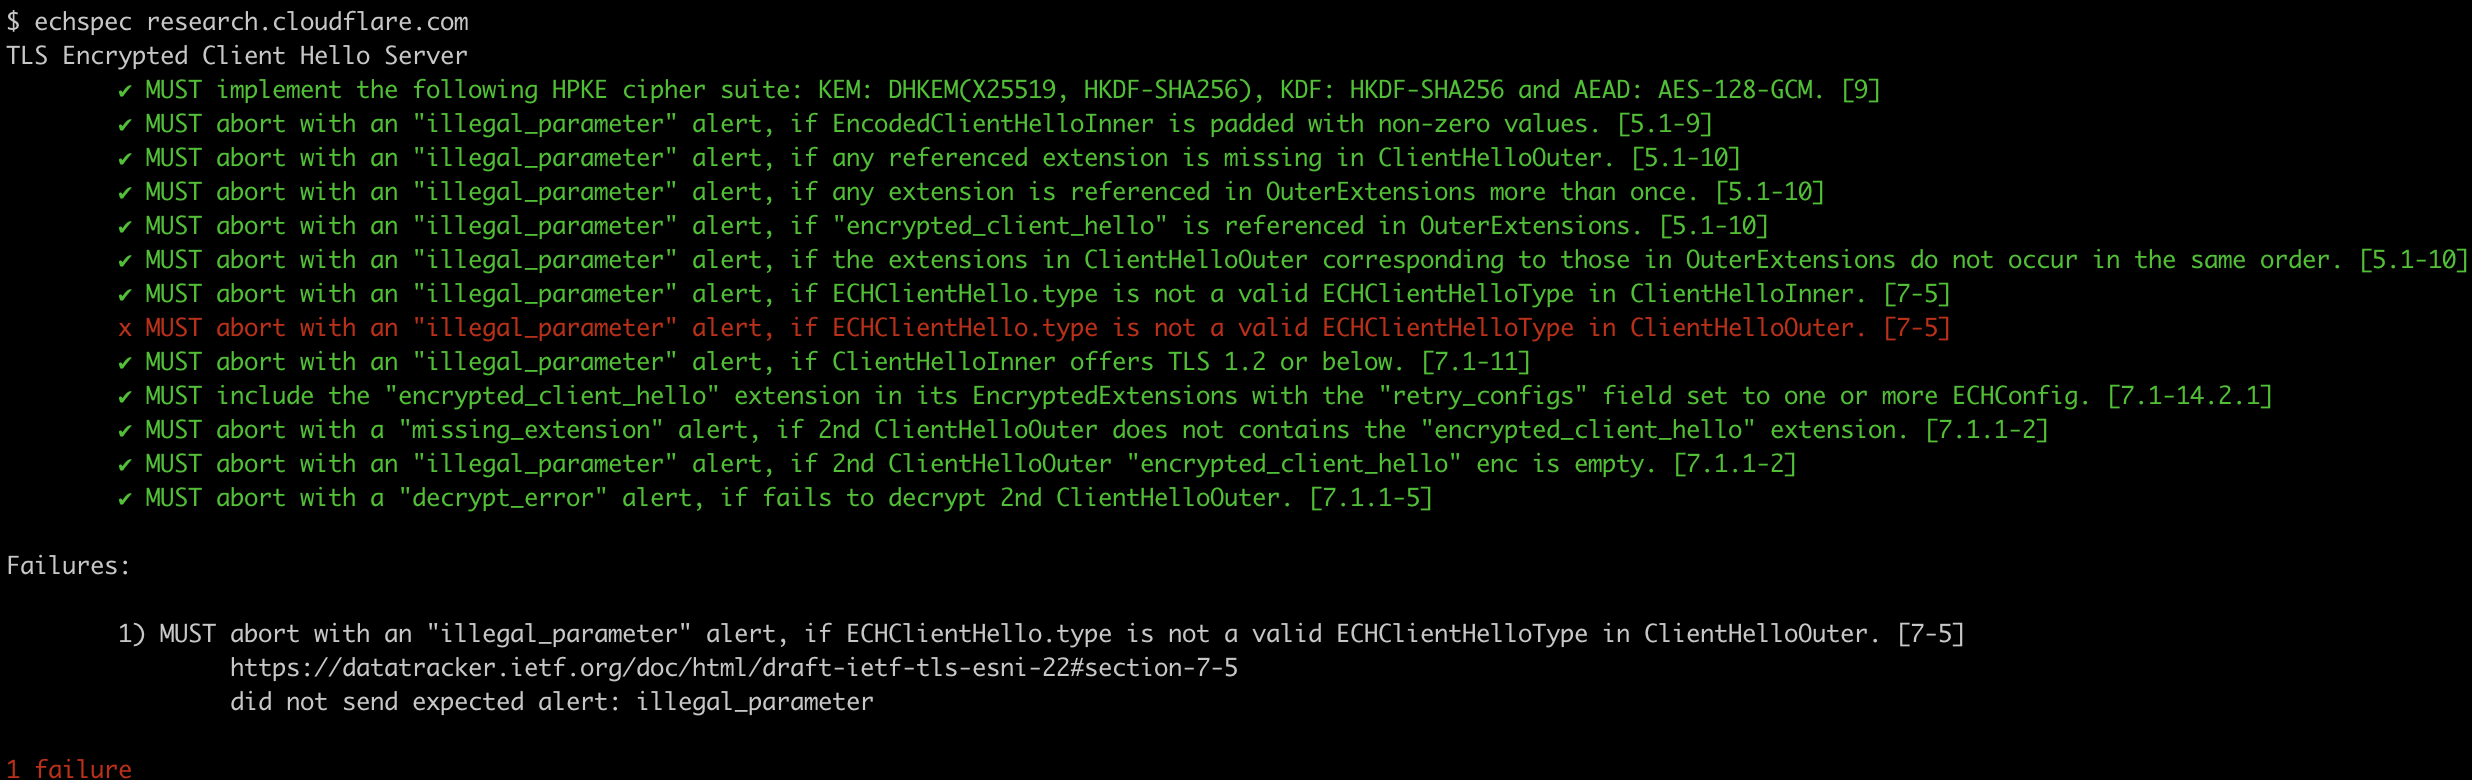 $ echspec research.cloudflare.com
TLS Encrypted Client Hello Server
✔ MUST implement the following HPKE cipher suite: KEM: DHKEM(X25519, HKDF-SHA256), KDF: HKDF-SHA256 and AEAD: AES-128-GCM. [9]
✔ MUST abort with an "illegal_parameter" alert, if EncodedClientHelloInner is padded with non-zero values. [5.1-9]
✔ MUST abort with an "illegal_parameter" alert, if any referenced extension is missing in ClientHelloOuter. [5.1-10]
✔ MUST abort with an "illegal_parameter" alert, if any extension is referenced in OuterExtensions more than once. [5.1-10]
✔ MUST abort with an "illegal_parameter" alert, if "encrypted_client_hello" is referenced in OuterExtensions. [5.1-10]
✔ MUST abort with an "illegal_parameter" alert, if the extensions in ClientHelloOuter corresponding to those in OuterExtensions do not occur in the same order. [5.1-10]
✔ MUST abort with an "illegal_parameter" alert, if ECHClientHello.type is not a valid ECHClientHelloType in ClientHelloInner. [7-5]
x MUST abort with an "illegal_parameter" alert, if ECHClientHello.type is not a valid ECHClientHelloType in ClientHelloOuter. [7-5]
✔ MUST abort with an "illegal_parameter" alert, if ClientHelloInner offers TLS 1.2 or below. [7.1-11]
✔ MUST include the "encrypted_client_hello" extension in its EncryptedExtensions with the "retry_configs" field set to one or more ECHConfig. [7.1-14.2.1]
✔ MUST abort with a "missing_extension" alert, if 2nd ClientHelloOuter does not contains the "encrypted_client_hello" extension. [7.1.1-2]
✔ MUST abort with an "illegal_parameter" alert, if 2nd ClientHelloOuter "encrypted_client_hello" enc is empty. [7.1.1-2]
✔ MUST abort with a "decrypt_error" alert, if fails to decrypt 2nd ClientHelloOuter. [7.1.1-5]
Failures:
1) MUST abort with an "illegal_parameter" alert, if ECHClientHello.type is not a valid ECHClientHelloType in ClientHelloOuter. [7-5]
https://datatracker.ietf.org/doc/html/draft-ietf-tls-esni-22#section-7-5
did not send expected alert: illegal_parameter
1 failure